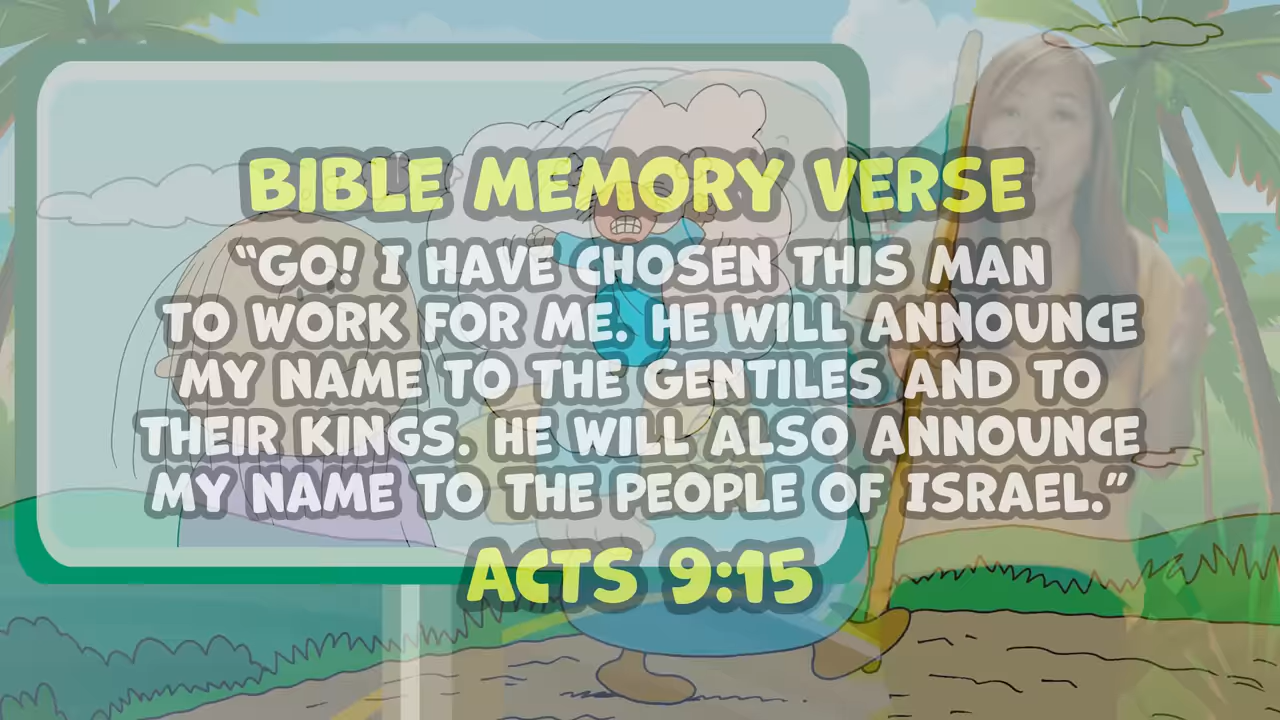 BIBLE MEMORY VERSE
“GO! I HAVE CHOSEN THIS MAN
TO WORK FOR ME. HE WILL ANNOUNCE
MY NAME TO THE GENTILES AND TO
THEIR KINGS. HE WILL ALSO ANNOUNCE
MY NAME TO THE PEOPLE OF ISRAEL.”
ACTS 9:15